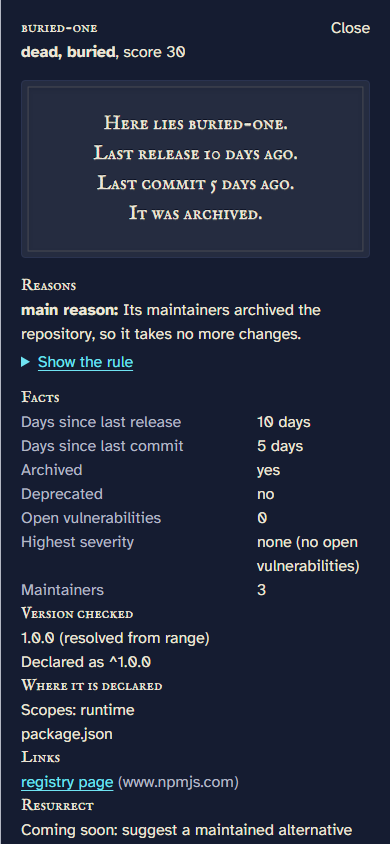 buried-one
Close
dead, buried, score 30
Here lies buried-one.
Last release 10 days ago.
Last commit 5 days ago.
It was archived.
Reasons
main reason: Its maintainers archived the
repository, so it takes no more changes.
Show the rule
Facts
Days since last release 10 days
Days since last commit 5 days
Archived yes
Deprecated no
Open vulnerabilities 0
Highest severity none (no open
vulnerabilities)
Maintainers 3
Version checked
1.0.0 (resolved from range)
Declared as ^1.0.0
Where it is declared
Scopes: runtime
package.json
Links
registry page (www.npmjs.com)
Resurrect
Coming soon: suggest a maintained alternative